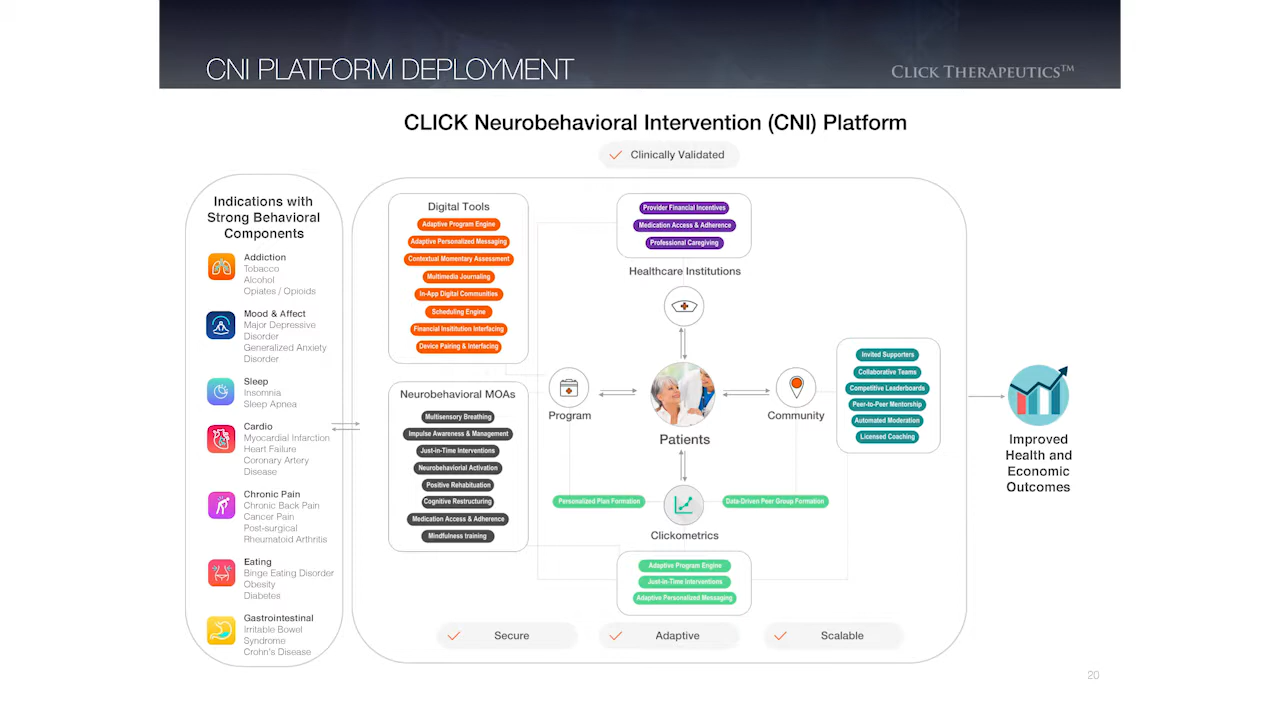 CNI PLATFORM DEPLOYMENT
CLICK THERAPEUTICS™
CLICK Neurobehavioral Intervention (CNI) Platform
Clinically Validated
Indications with
Strong Behavioral
Components
Addiction
Tobacco
Alcohol
Opiates / Opioids
Mood & Affect
Major Depressive
Disorder
Generalized Anxiety
Disorder
Sleep
Insomnia
Sleep Apnea
Cardio
Myocardial Infarction
Heart Failure
Coronary Artery
Disease
Chronic Pain
Chronic Back Pain
Cancer Pain
Post-surgical
Rheumatoid Arthritis
Eating
Binge Eating Disorder
Obesity
Diabetes
Gastrointestinal
Irritable Bowel
Syndrome
Crohn's Disease
Digital Tools
Adaptive Program Engine
Adaptive Personalized Messaging
Contextual Momentary Assessment
Multimedia Journaling
In-App Digital Communities
Scheduling Engine
Financial Insititution Interfacing
Device Pairing & Interfacing
Neurobehavioral MOAs
Multisensory Breathing
Impulse Awareness & Management
Just-in-Time Interventions
Neurobehaviorial Activation
Positive Rehabituation
Cognitive Restructuring
Medication Access & Adherence
Mindfulness training
Provider Financial Incentives
Medication Access & Adherence
Professional Caregiving
Healthcare Institutions
Program
Patients
Community
Invited Supporters
Collaborative Teams
Competitive Leaderboards
Peer-to-Peer Mentorship
Automated Moderation
Licensed Coaching
Personalized Plan Formation
Data-Driven Peer Group Formation
Clickometrics
Adaptive Program Engine
Just-in-Time Interventions
Adaptive Personalized Messaging
Secure
Adaptive
Scalable
Improved
Health and
Economic
Outcomes
20